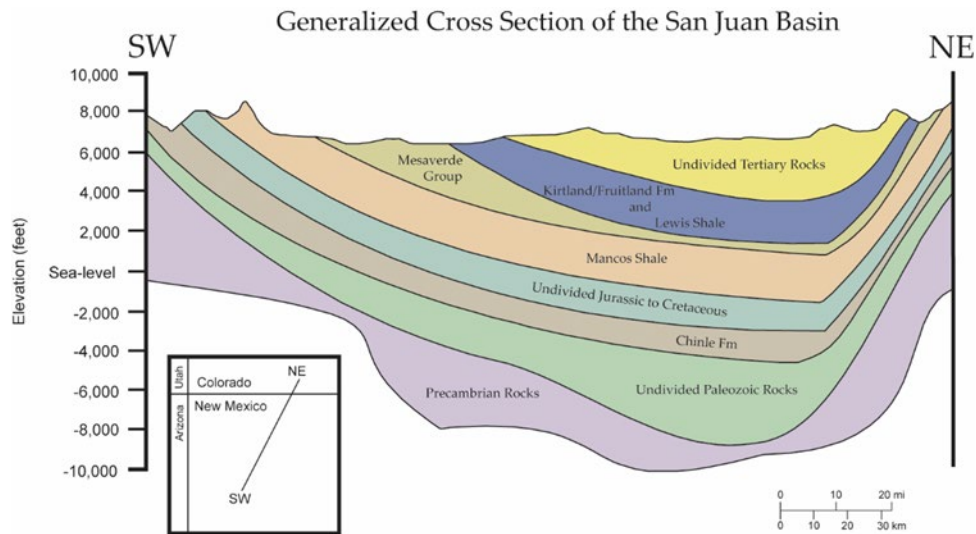 Generalized Cross Section of the San Juan Basin
SW
NE
10,000
8,000
6,000
4,000
2,000
Sea-level
-2,000
-4,000
-6,000
-8,000
-10,000
Elevation (feet)
Undivided Tertiary Rocks
Mesaverde
Group
Kirtland/Fruitland Fm
and
Lewis Shale
Mancos Shale
Undivided Jurassic to Cretaceous
Chinle Fm
Undivided Paleozoic Rocks
Precambrian Rocks
Utah
Colorado
NE
Arizona
New Mexico
SW
0 10 20 mi
0 10 20 30 km